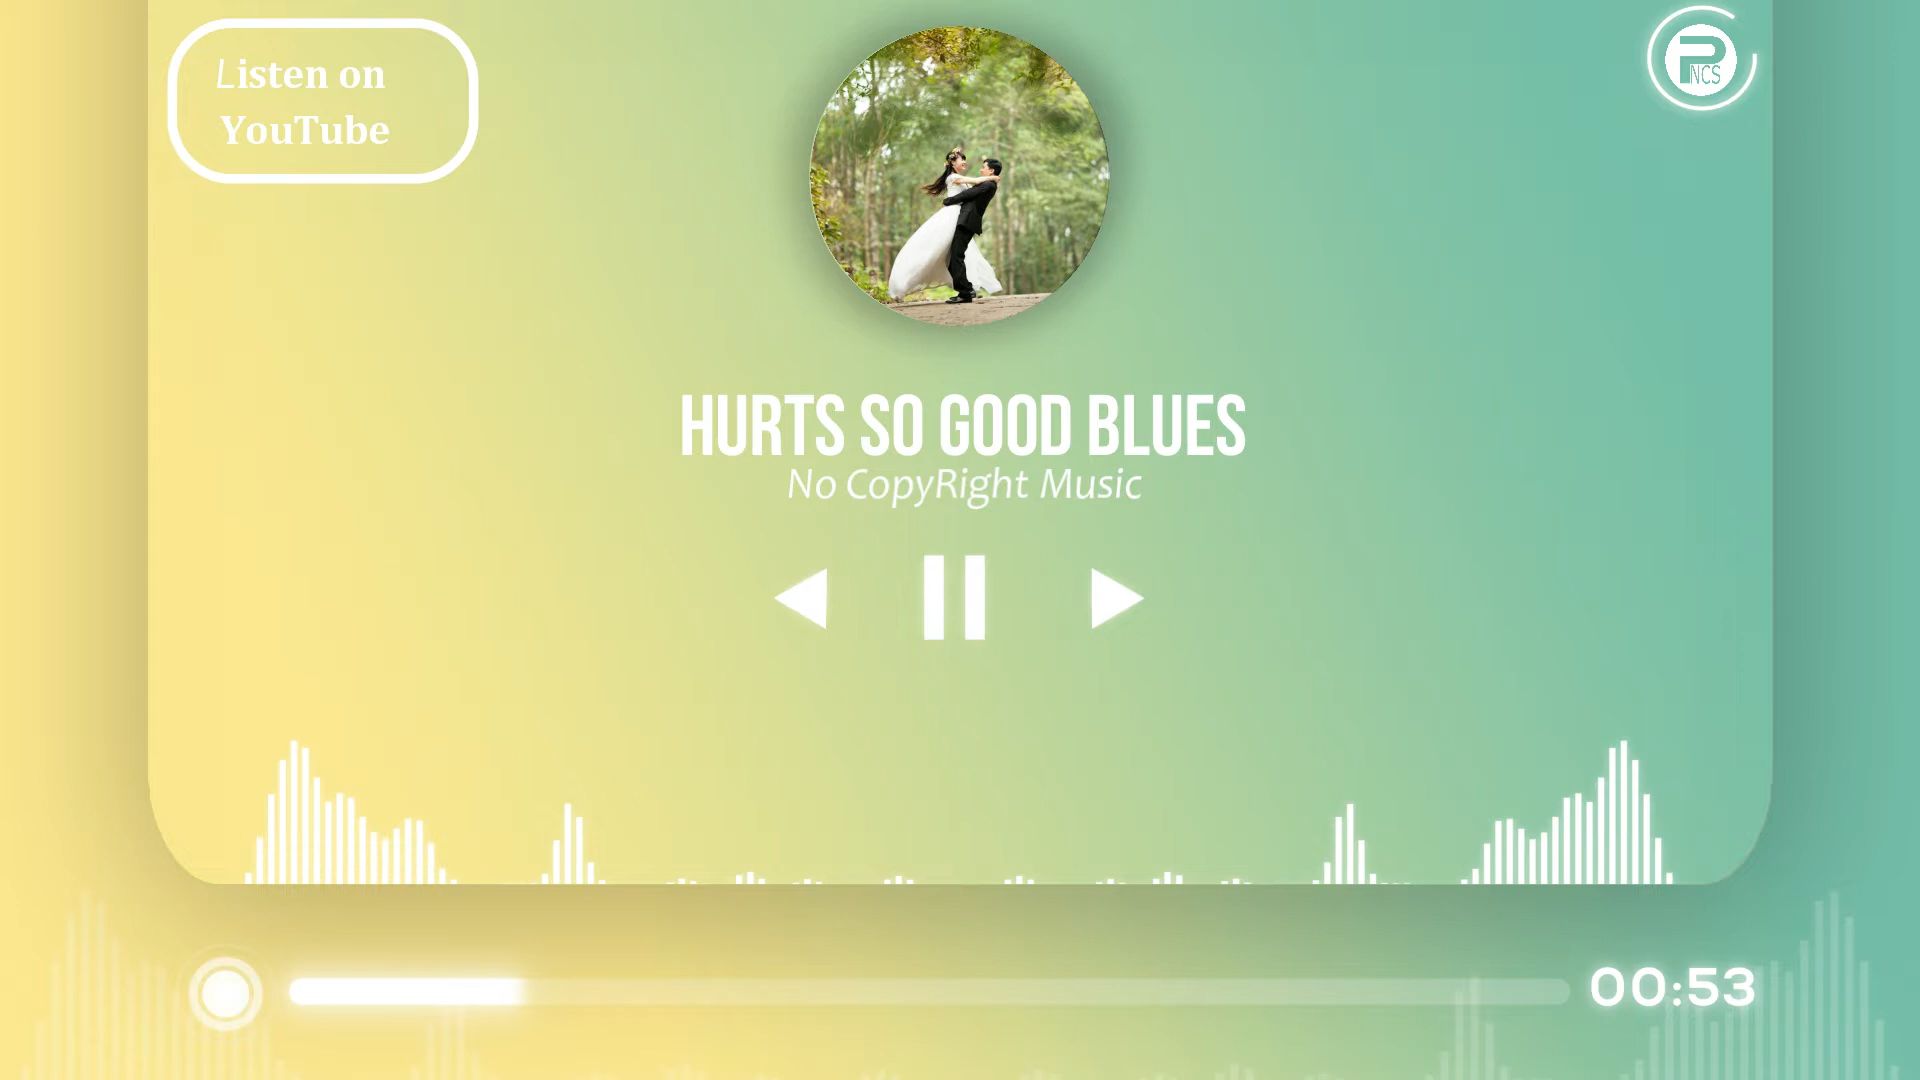 Listen on
YouTube
P
NCS
HURTS SO GOOD BLUES
No CopyRight Music
00:53